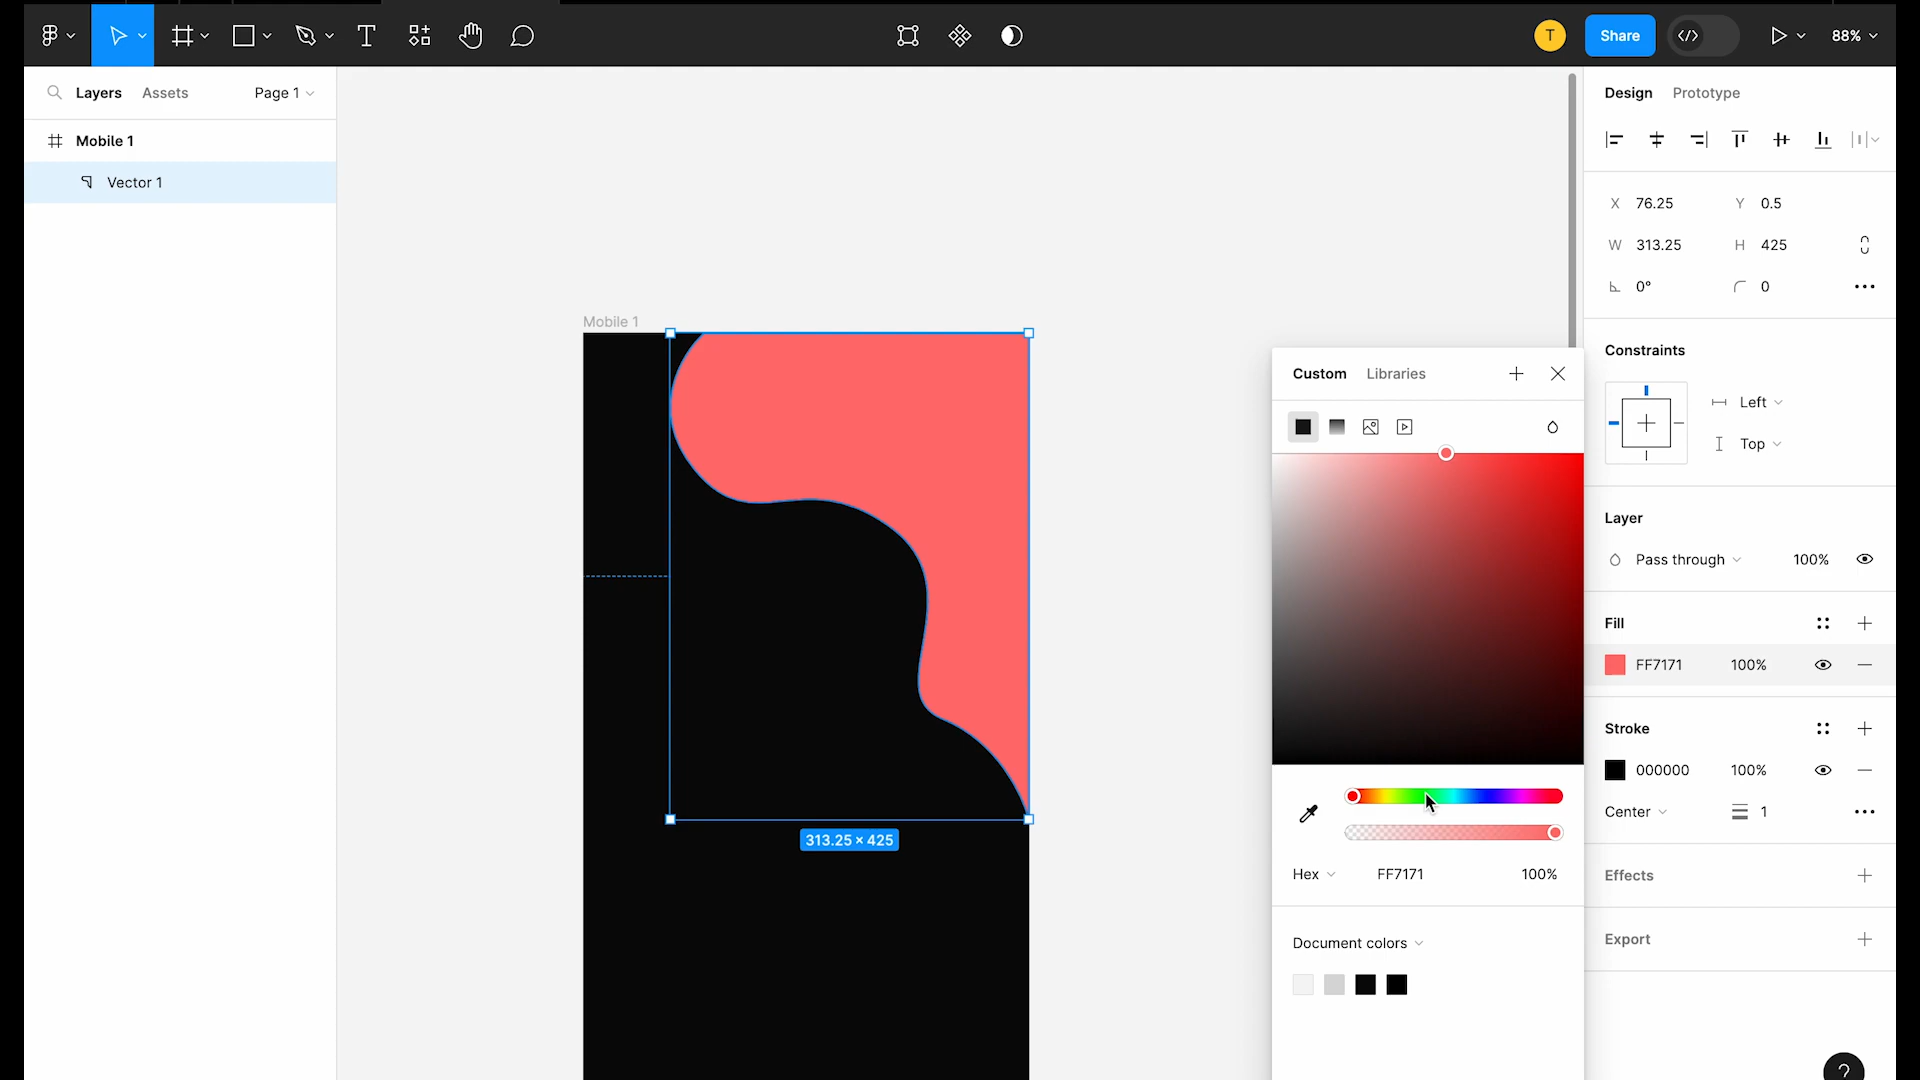 T
Share
88%
Layers
Assets
Page 1
Design
Prototype
Mobile 1
Vector 1
X 76.25
Y 0.5
W 313.25
H 425
0°
0
Mobile 1
Constraints
Left
Top
Custom
Libraries
Layer
Pass through
100%
Fill
FF7171
100%
Stroke
000000
100%
Center
1
313.25 × 425
Hex
FF7171
100%
Effects
Document colors
Export
?